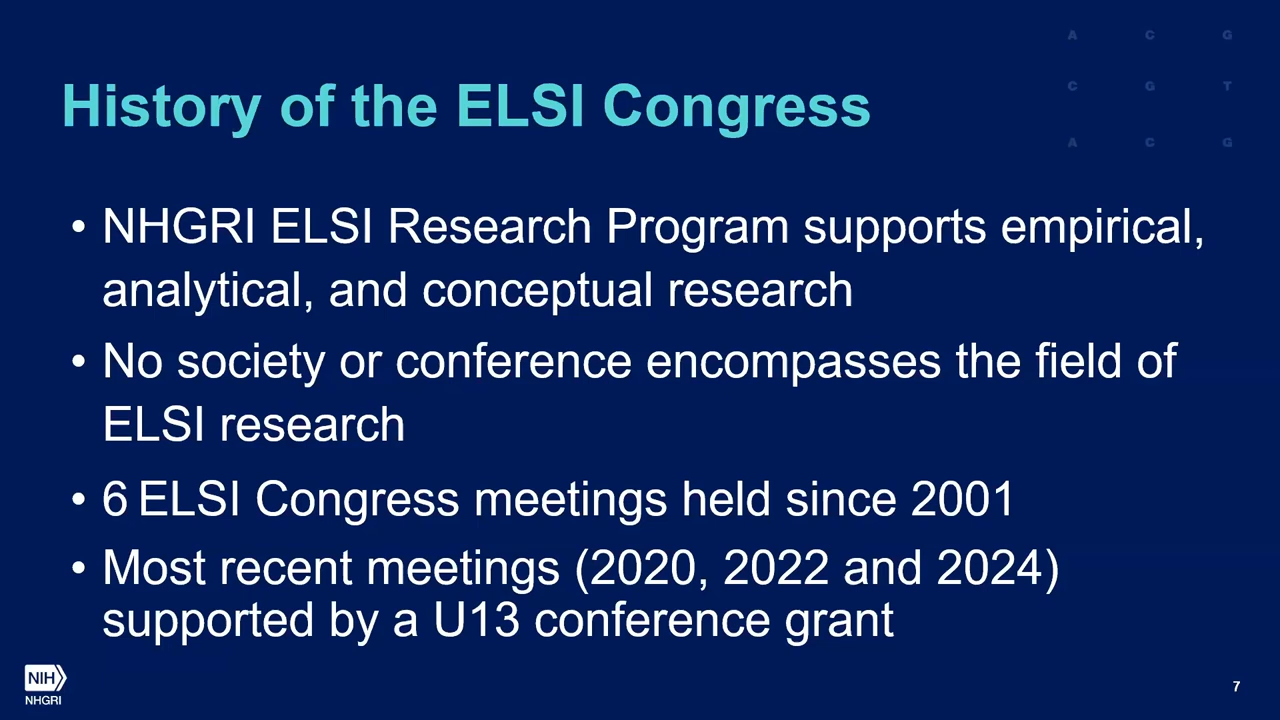 A C G
C G T
A C G
History of the ELSI Congress
• NHGRI ELSI Research Program supports empirical,
analytical, and conceptual research
• No society or conference encompasses the field of
ELSI research
• 6 ELSI Congress meetings held since 2001
• Most recent meetings (2020, 2022 and 2024)
supported by a U13 conference grant
NIH
NHGRI
7